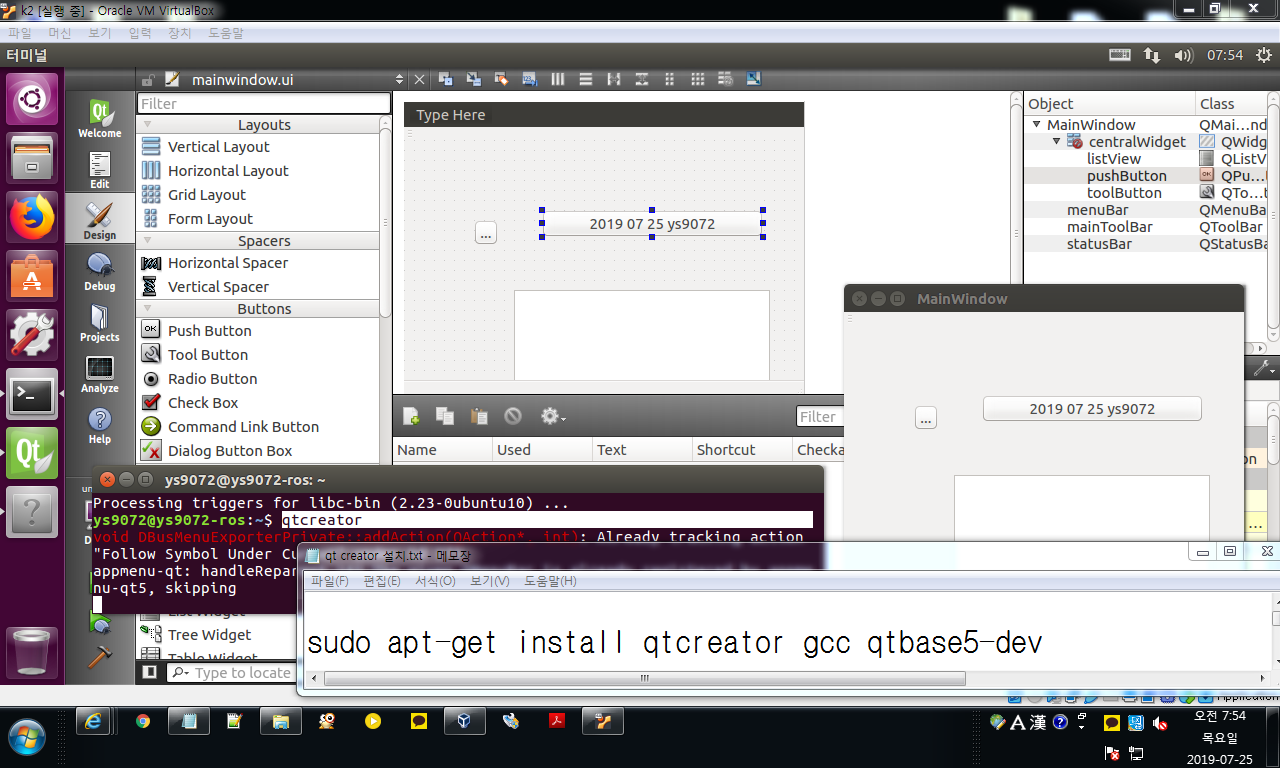 k2 [실행 중] - Oracle VM VirtualBox
파일 머신 보기 입력 장치 도움말
터미널
07:54
mainwindow.ui
Welcome
Edit
Design
Debug
Projects
Analyze
Help
Filter
Layouts
Vertical Layout
Horizontal Layout
Grid Layout
Form Layout
Spacers
Horizontal Spacer
Vertical Spacer
Buttons
OK Push Button
Tool Button
Radio Button
Check Box
Command Link Button
Dialog Button Box
Tree Widget
Type to locate
Type Here
...
2019 07 25 ys9072
Filter
Name Used Text Shortcut Checka
Object Class
MainWindow QMai...nd
centralWidget QWidg
listView QListV
pushButton QPu...
toolButton QTo...
menuBar QMenuBa
mainToolBar QToolBar
statusBar QStatusBa
MainWindow
...
2019 07 25 ys9072
ys9072@ys9072-ros: ~
Processing triggers for libc-bin (2.23-0ubuntu10) ...
ys9072@ys9072-ros:~$ qtcreator
void DBusMenuExporterPrivate::addAction(QAction*, int): Already tracking action
"Follow Symbol Under Cu
appmenu-qt: handleRepar
nu-qt5, skipping
qt creator 설치.txt - 메모장
파일(F) 편집(E) 서식(O) 보기(V) 도움말(H)
sudo apt-get install qtcreator gcc qtbase5-dev
A 漢
오전 7:54
목요일
2019-07-25